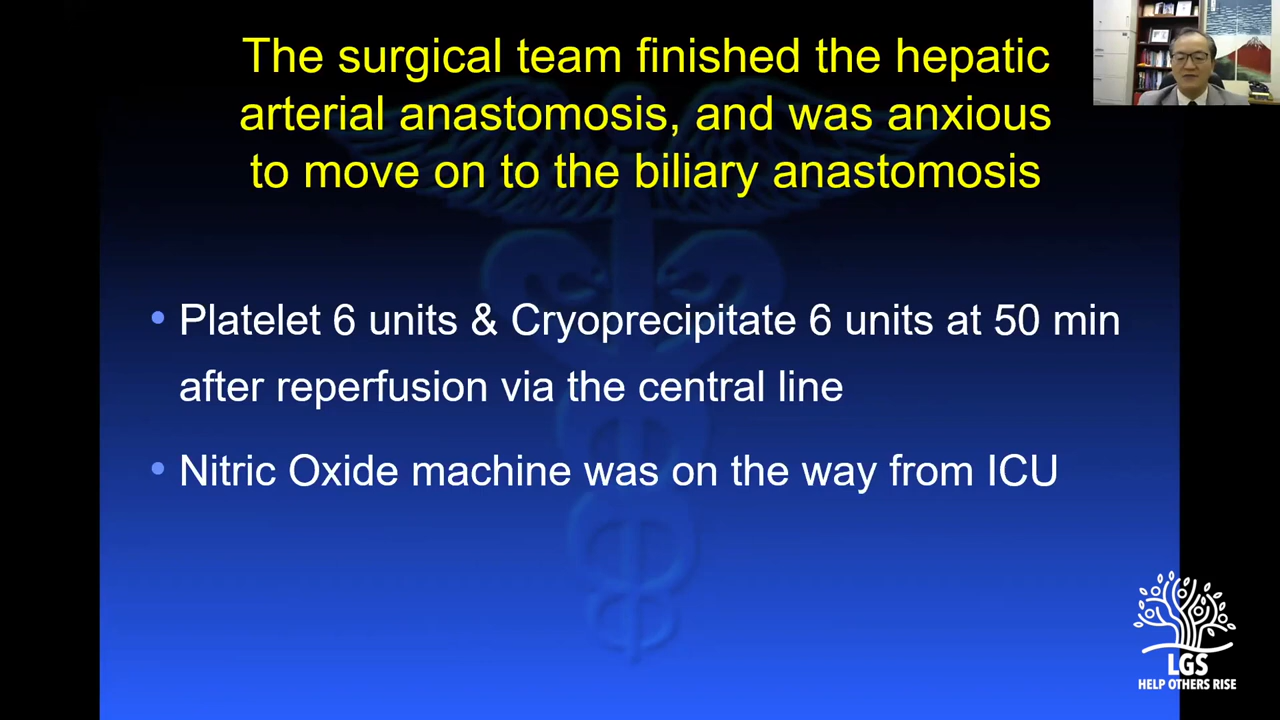 The surgical team finished the hepatic
arterial anastomosis, and was anxious
to move on to the biliary anastomosis
• Platelet 6 units & Cryoprecipitate 6 units at 50 min
after reperfusion via the central line
• Nitric Oxide machine was on the way from ICU
LGS
HELP OTHERS RISE